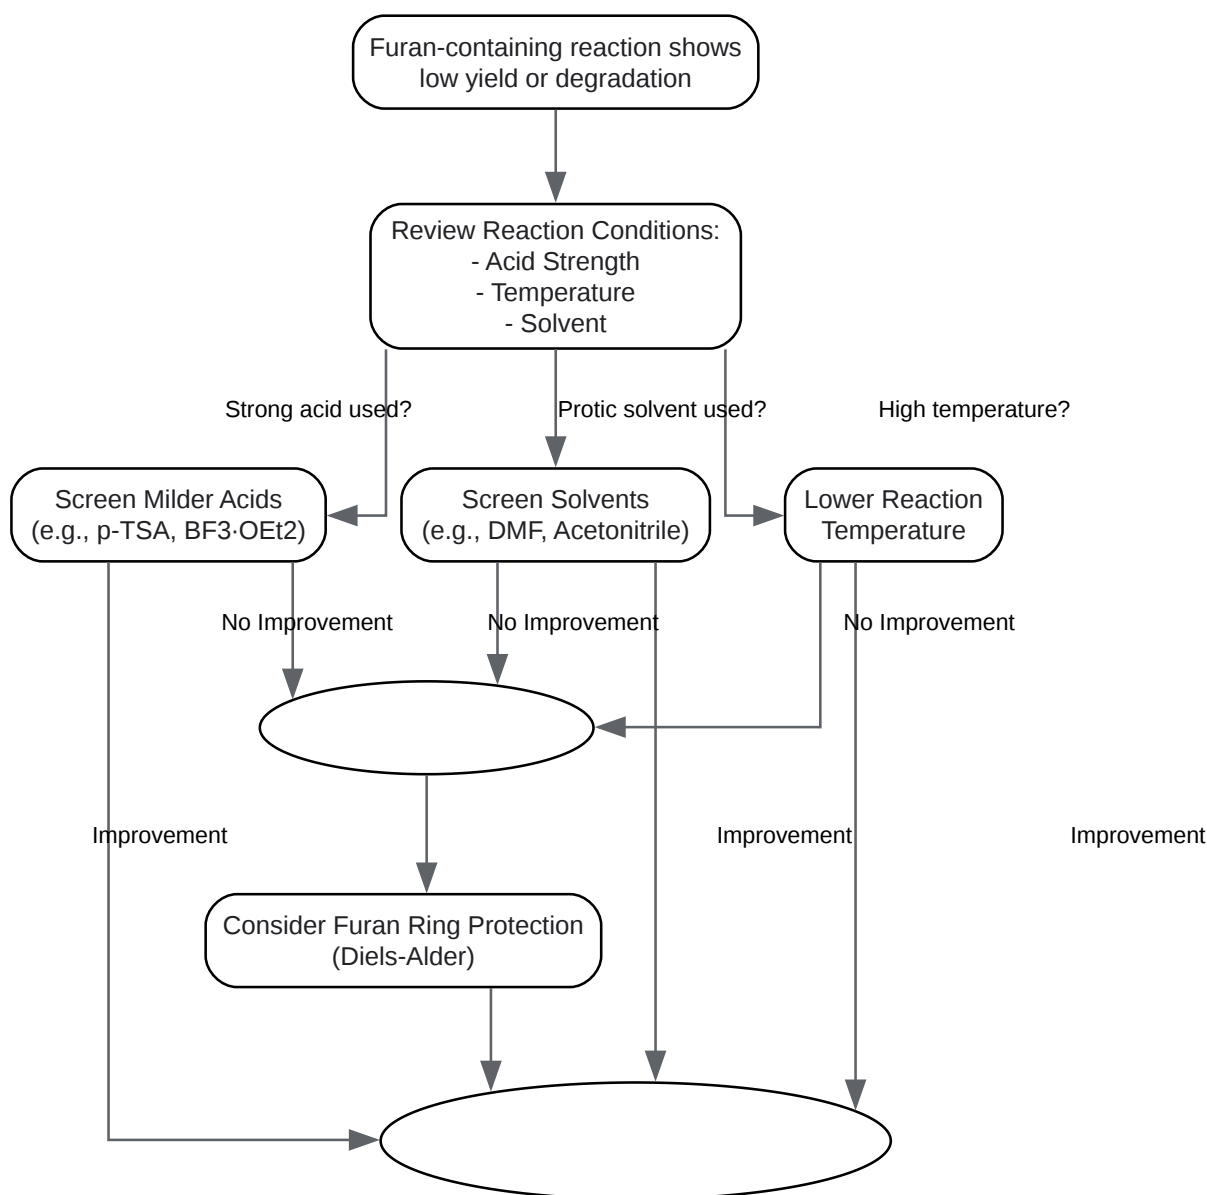 Furan-containing reaction shows
low yield or degradation
Review Reaction Conditions:
- Acid Strength
- Temperature
- Solvent
Strong acid used?
Protic solvent used?
High temperature?
Screen Milder Acids
(e.g., p-TSA, BF3·OEt2)
Screen Solvents
(e.g., DMF, Acetonitrile)
Lower Reaction
Temperature
No Improvement
No Improvement
No Improvement
Improvement
Improvement
Improvement
Consider Furan Ring Protection
(Diels-Alder)